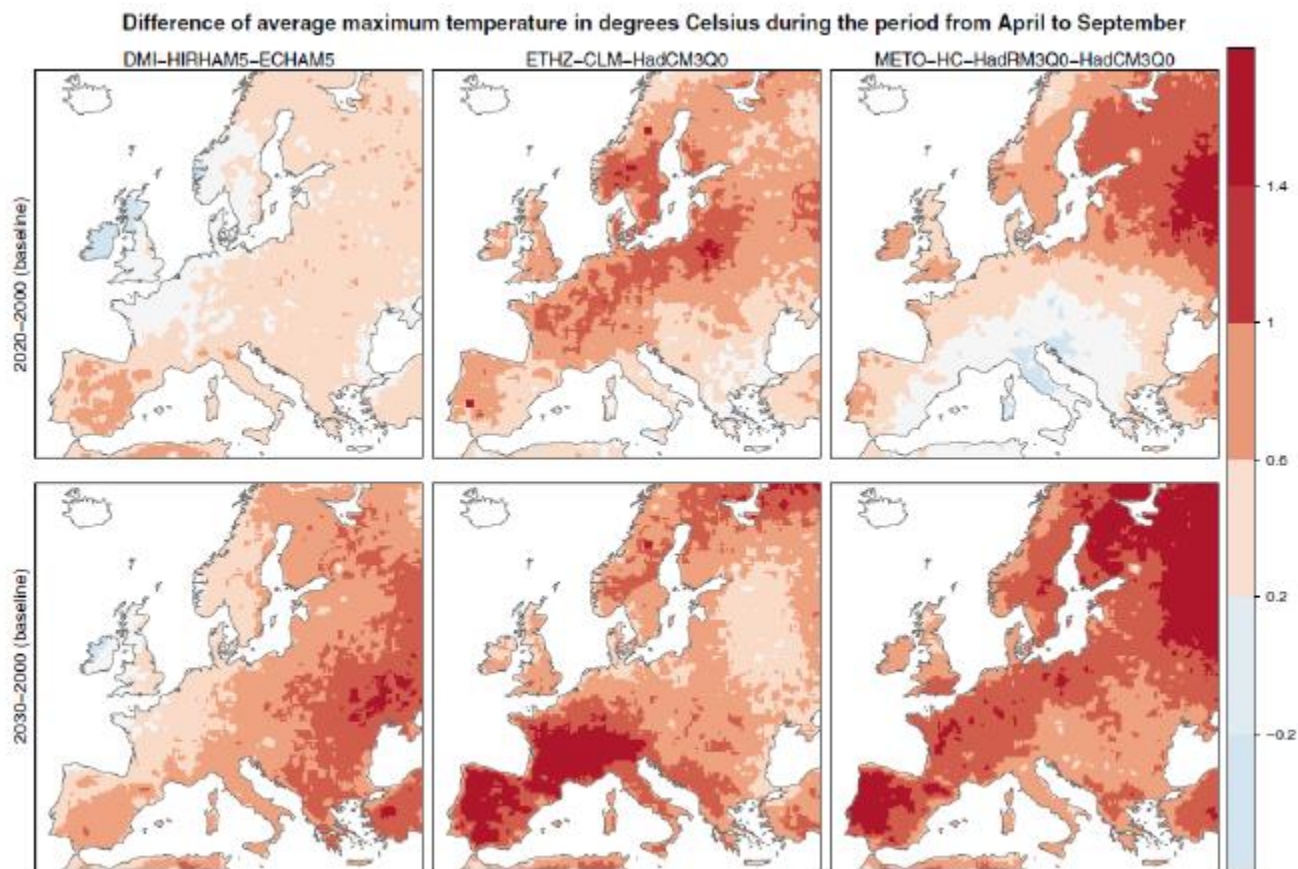 Difference of average maximum temperature in degrees Celsius during the period from April to September
DMI-HIRHAM5-ECHAM5
ETHZ-CLM-HadCM3Q0
METO-HC-HadRM3Q0-HadCM3Q0
2020-2000 (baseline)
1.4
1
0.6
2030-2000 (baseline)
0.2
-0.2